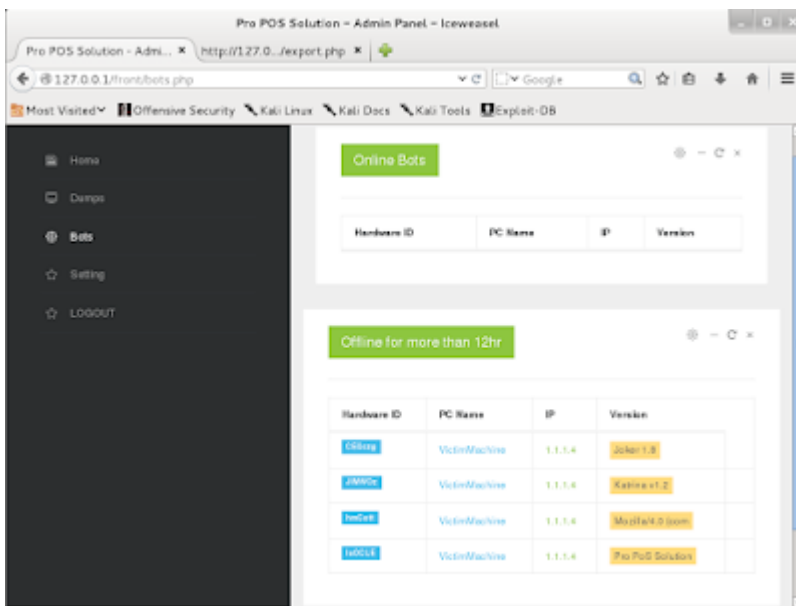 Pro POS Solution – Admin Panel – Iceweasel
Pro POS Solution - Admi... × http://127.0.../export.php ×
127.0.0.1/front/bots.php Google
Most Visited Offensive Security Kali Linux Kali Docs Kali Tools Exploit-DB
Home
Dumps
Bots
Setting
LOGOUT
Online Bots
Hardware ID PC Name IP Version
Offline for more than 12hr
Hardware ID PC Name IP Version
VictimMachine 1.1.1.4 Joker 1.8
VictimMachine 1.1.1.4 Katrina v1.2
VictimMachine 1.1.1.4 Mozilla/4.0 (com
VictimMachine 1.1.1.4 Pro PoS Solution